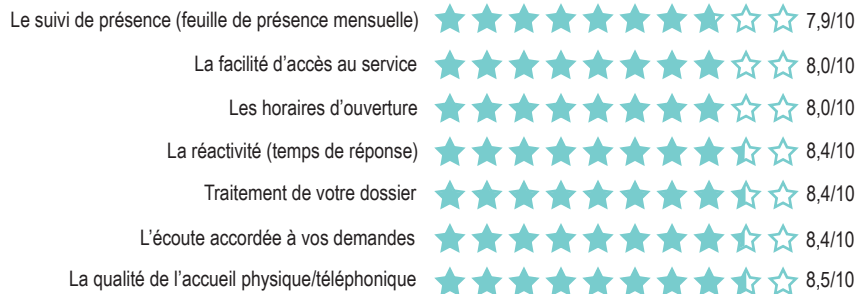 Le suivi de présence (feuille de présence mensuelle) 7,9/10
La facilité d'accès au service 8,0/10
Les horaires d'ouverture 8,0/10
La réactivité (temps de réponse) 8,4/10
Traitement de votre dossier 8,4/10
L'écoute accordée à vos demandes 8,4/10
La qualité de l'accueil physique/téléphonique 8,5/10